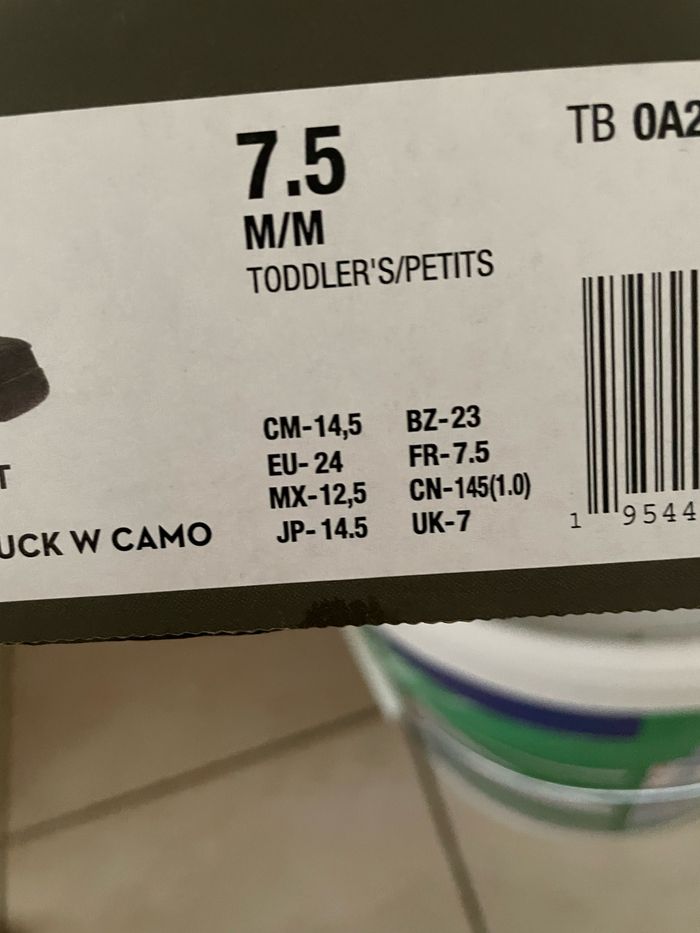 7.5
M/M
TODDLER'S/PETITS
TB 0A2
CM-14,5 BZ-23
EU-24 FR-7.5
MX-12,5 CN-145(1.0)
JP-14.5 UK-7
T
UCK W CAMO
1 9544